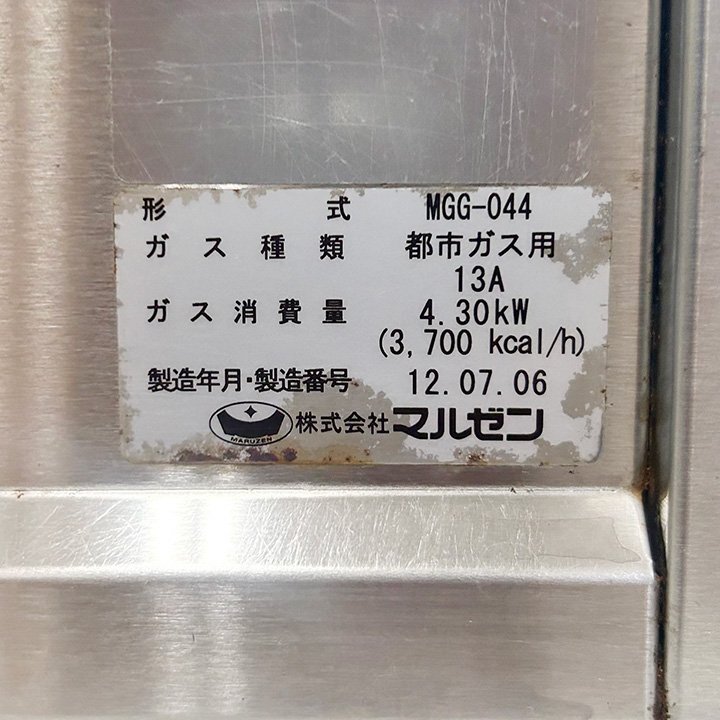 形式 MGG-044
ガス種類 都市ガス用
13A
ガス消費量 4.30kW
(3,700 kcal/h)
製造年月・製造番号 12.07.06
MARUZEN 株式会社マルゼン